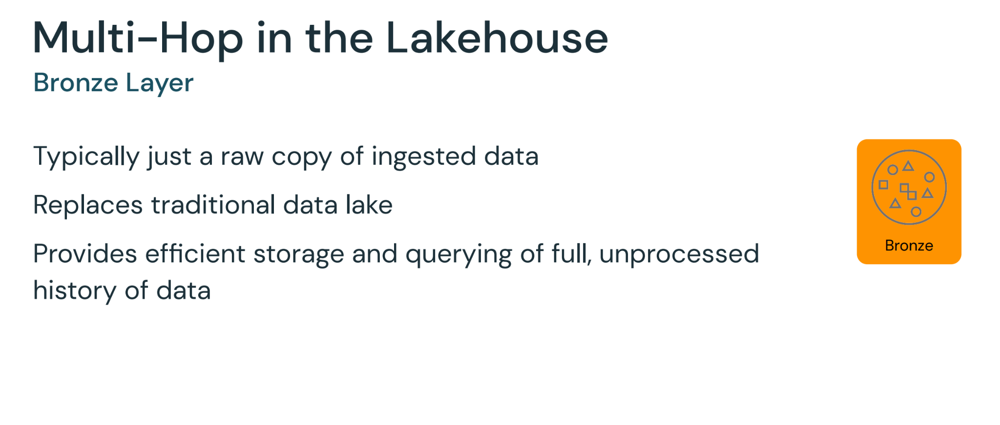 Multi-Hop in the Lakehouse
Bronze Layer
Typically just a raw copy of ingested data
Replaces traditional data lake
Provides efficient storage and querying of full, unprocessed
history of data
Bronze